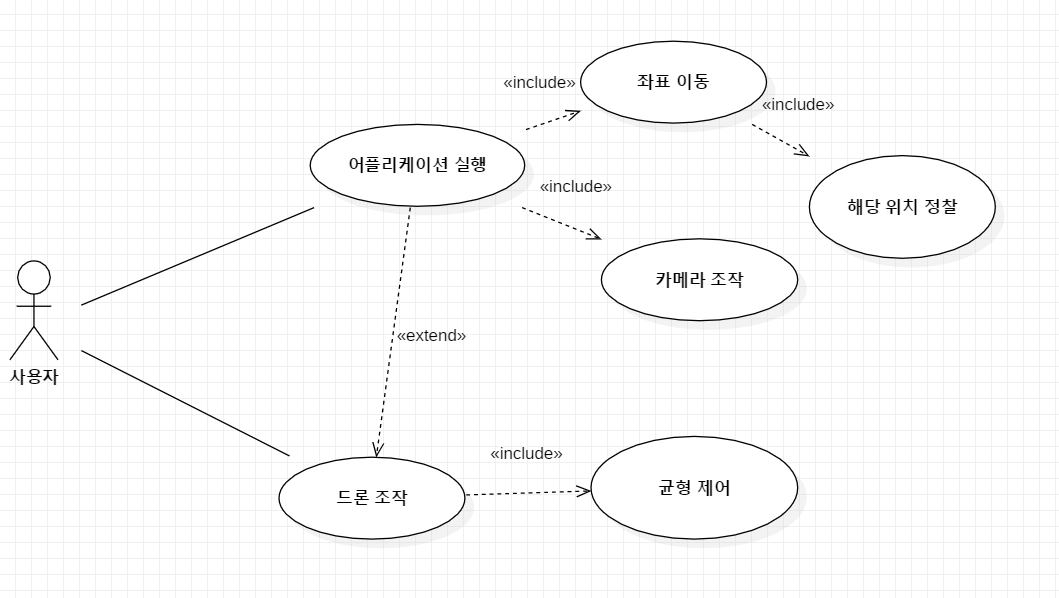 «include»
좌표 이동
«include»
어플리케이션 실행
«include»
해당 위치 정찰
카메라 조작
«extend»
사용자
«include»
드론 조작
균형 제어